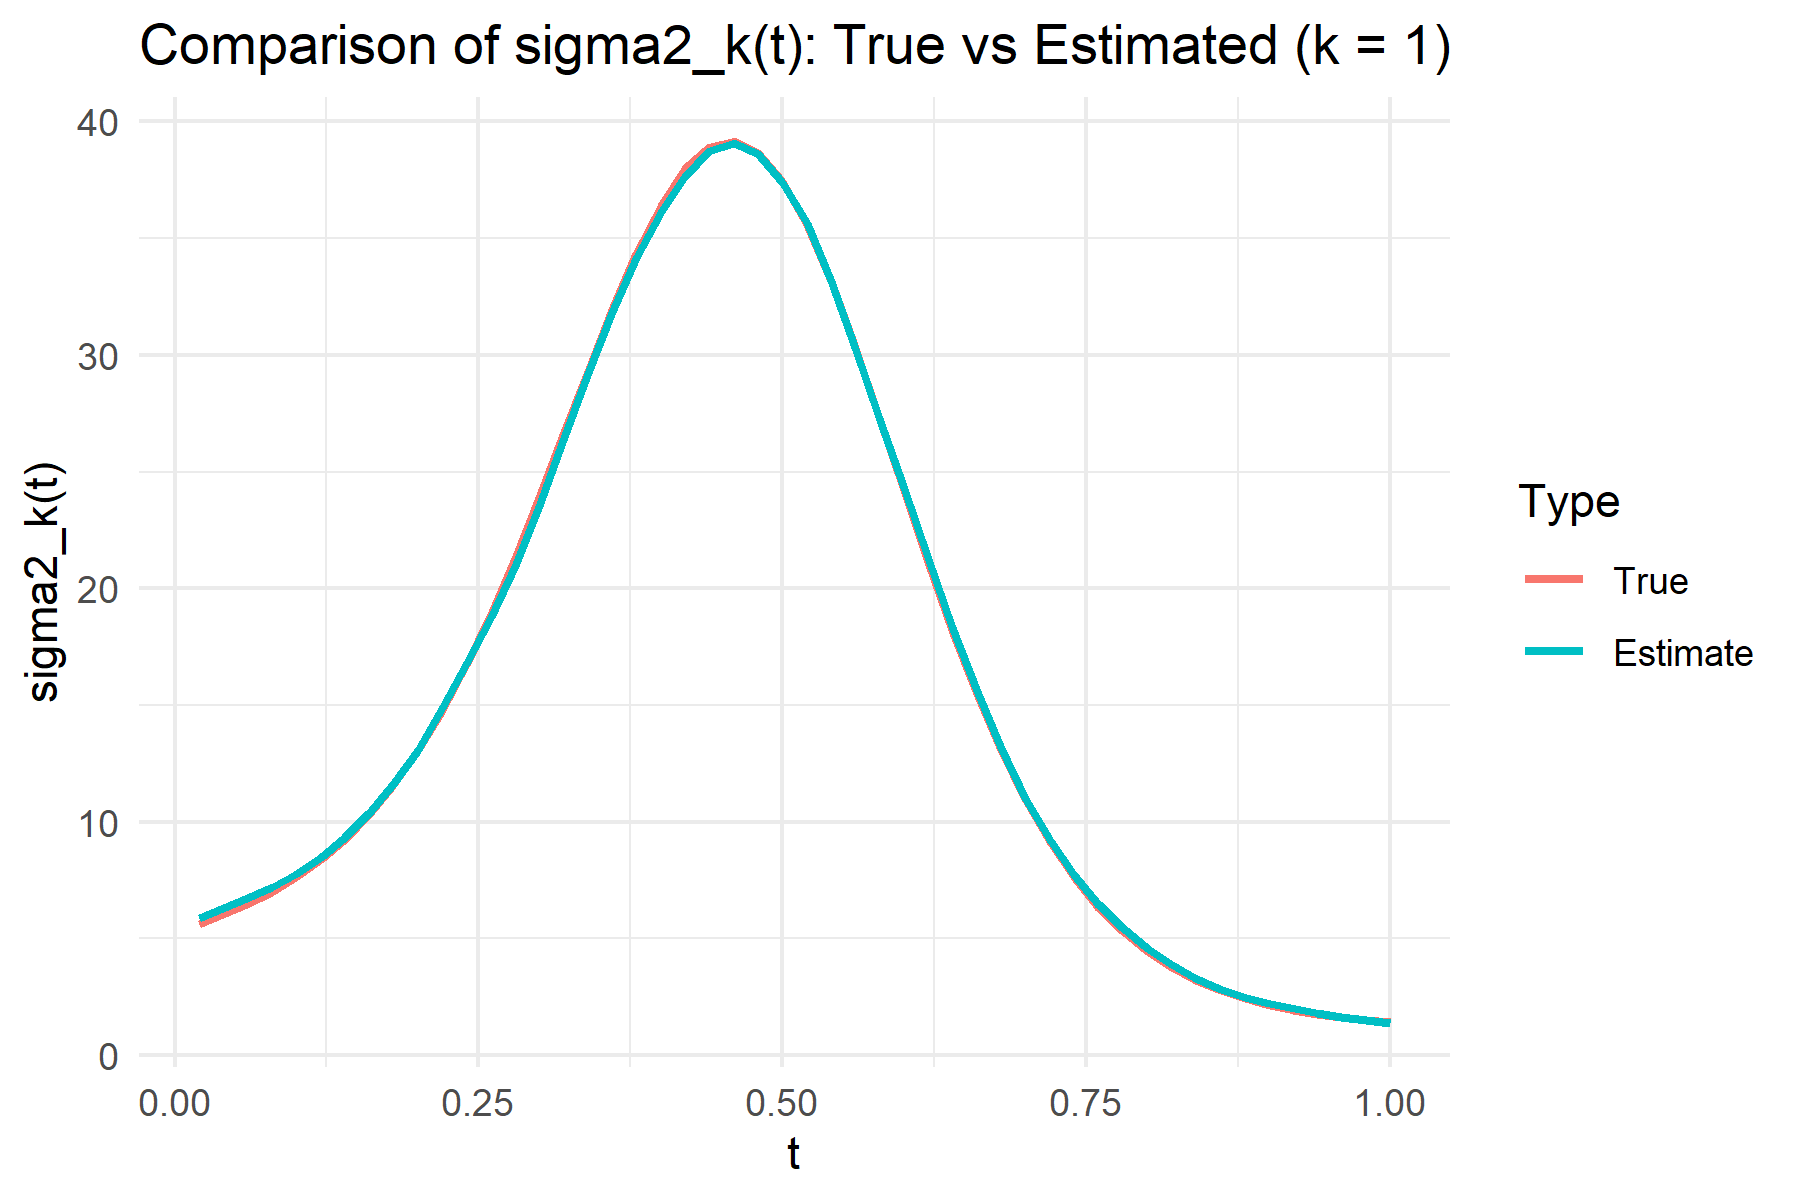 Comparison of sigma2_k(t): True vs Estimated (k = 1)
40
30
20
10
0
sigma2_k(t)
0.00 0.25 0.50 0.75 1.00
t
Type
True
Estimate